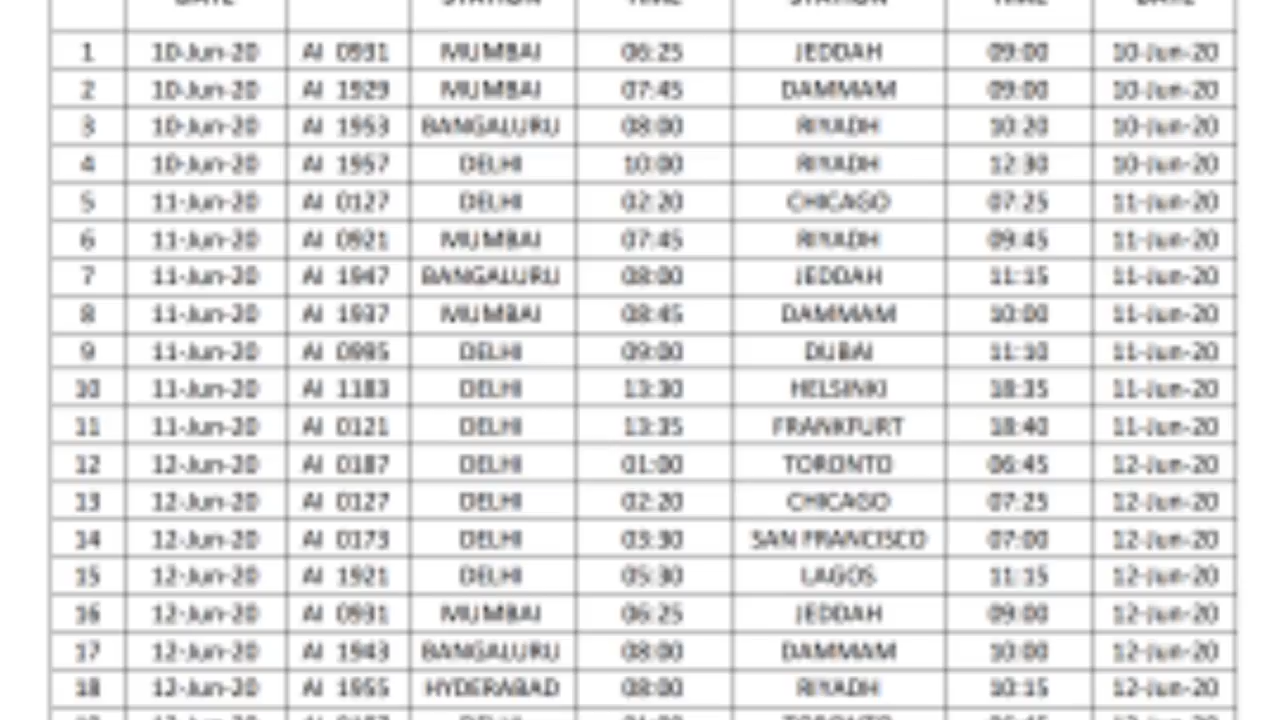 DATE STATION TIME STATION TIME DATE
1 10-Jun-20 AI 0931 MUMBAI 06:25 JEDDAH 09:00 10-Jun-20
2 10-Jun-20 AI 1929 MUMBAI 07:45 DAMMAM 09:00 10-Jun-20
3 10-Jun-20 AI 1953 BANGALURU 08:00 RIYADH 10:20 10-Jun-20
4 10-Jun-20 AI 1957 DELHI 10:00 RIYADH 12:30 10-Jun-20
5 11-Jun-20 AI 0127 DELHI 02:20 CHICAGO 07:25 11-Jun-20
6 11-Jun-20 AI 0921 MUMBAI 07:45 RIYADH 09:45 11-Jun-20
7 11-Jun-20 AI 1947 BANGALURU 08:00 JEDDAH 11:15 11-Jun-20
8 11-Jun-20 AI 1937 MUMBAI 08:45 DAMMAM 10:00 11-Jun-20
9 11-Jun-20 AI 0995 DELHI 09:00 DUBAI 11:10 11-Jun-20
10 11-Jun-20 AI 1183 DELHI 13:30 HELSINKI 18:35 11-Jun-20
11 11-Jun-20 AI 0121 DELHI 13:35 FRANKFURT 18:40 11-Jun-20
12 12-Jun-20 AI 0187 DELHI 01:00 TORONTO 06:45 12-Jun-20
13 12-Jun-20 AI 0127 DELHI 02:20 CHICAGO 07:25 12-Jun-20
14 12-Jun-20 AI 0173 DELHI 03:30 SAN FRANCISCO 07:00 12-Jun-20
15 12-Jun-20 AI 1921 DELHI 05:30 LAGOS 11:15 12-Jun-20
16 12-Jun-20 AI 0931 MUMBAI 06:25 JEDDAH 09:00 12-Jun-20
17 12-Jun-20 AI 1943 BANGALURU 08:00 DAMMAM 10:00 12-Jun-20
18 12-Jun-20 AI 1955 HYDERABAD 08:00 RIYADH 10:15 12-Jun-20